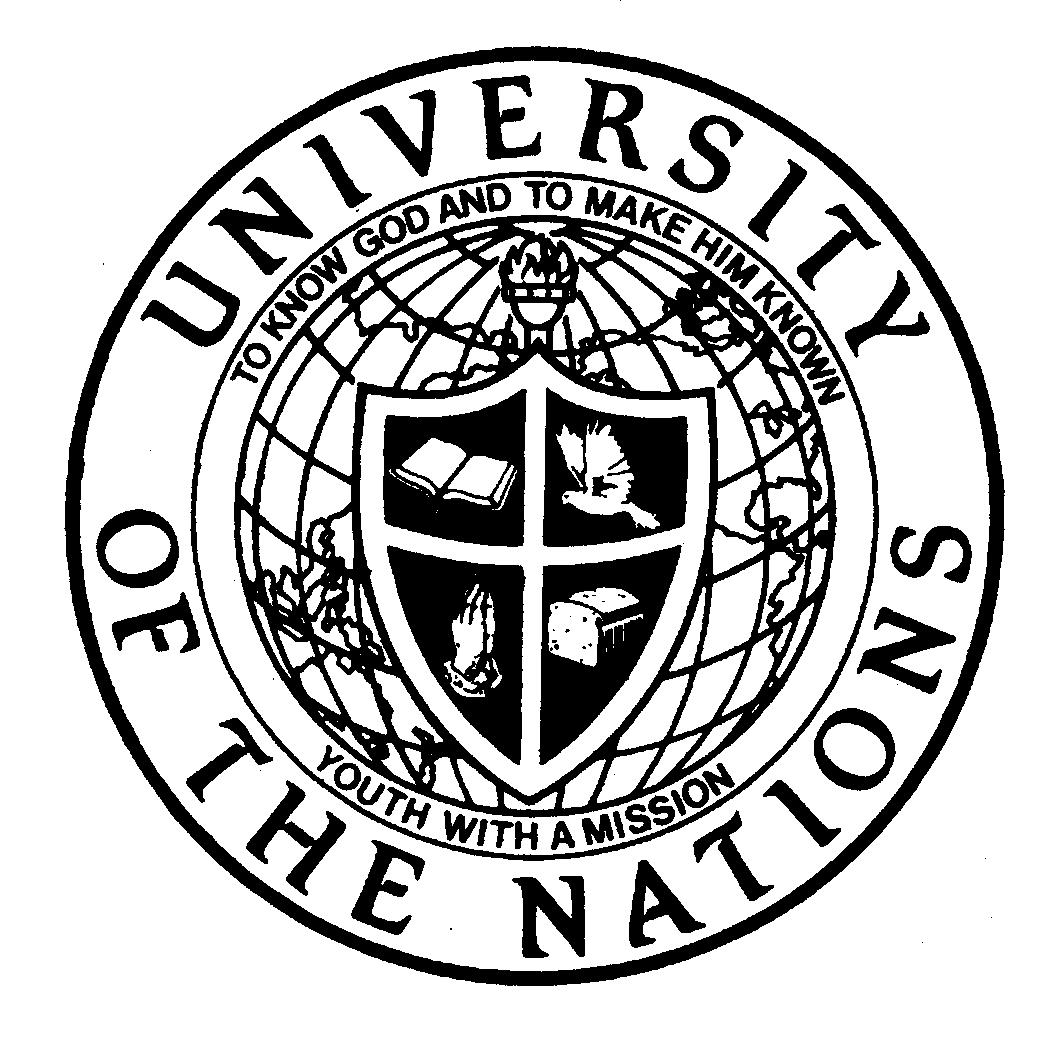 UNIVERSITY
OF THE NATIONS
TO KNOW GOD AND TO MAKE HIM KNOWN
YOUTH WITH A MISSION